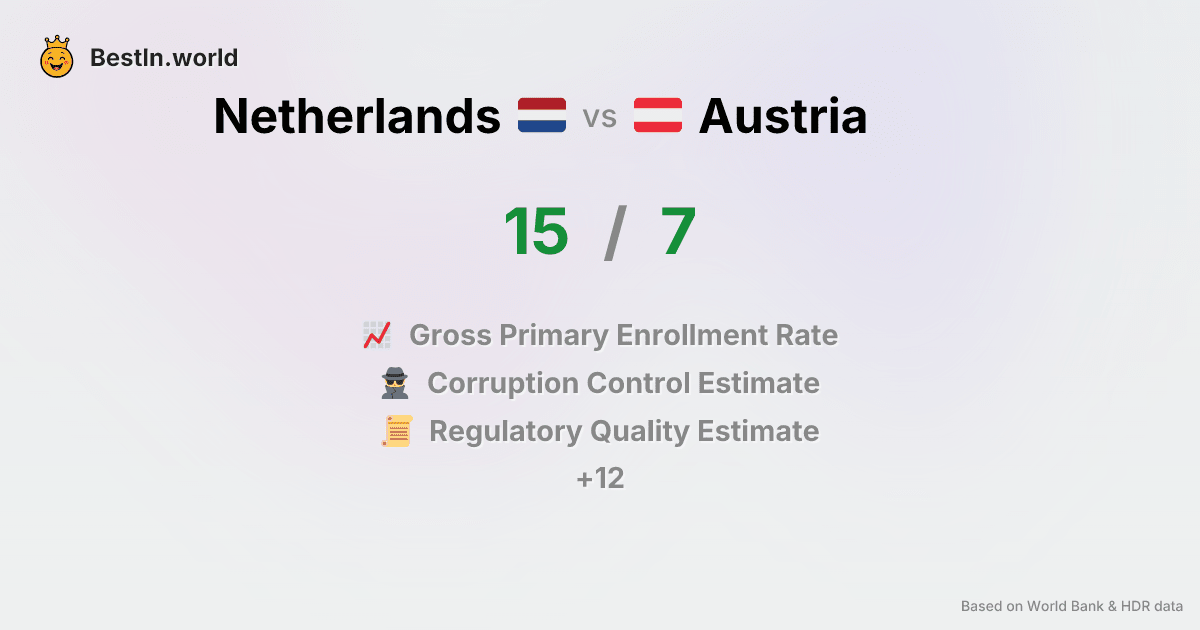 BestIn.world
Netherlands vs Austria
15 / 7
Gross Primary Enrollment Rate
Corruption Control Estimate
Regulatory Quality Estimate
+12
Based on World Bank & HDR data